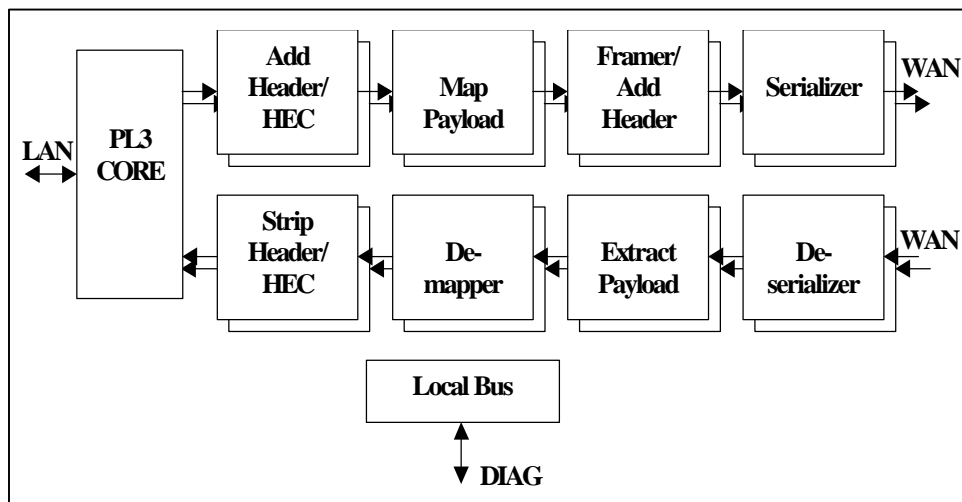 Add
Header/
HEC
Map
Payload
Framer/
Add
Header
Serializer
WAN
LAN
PL3
CORE
Strip
Header/
HEC
De-
mapper
Extract
Payload
De-
serializer
WAN
Local Bus
DIAG